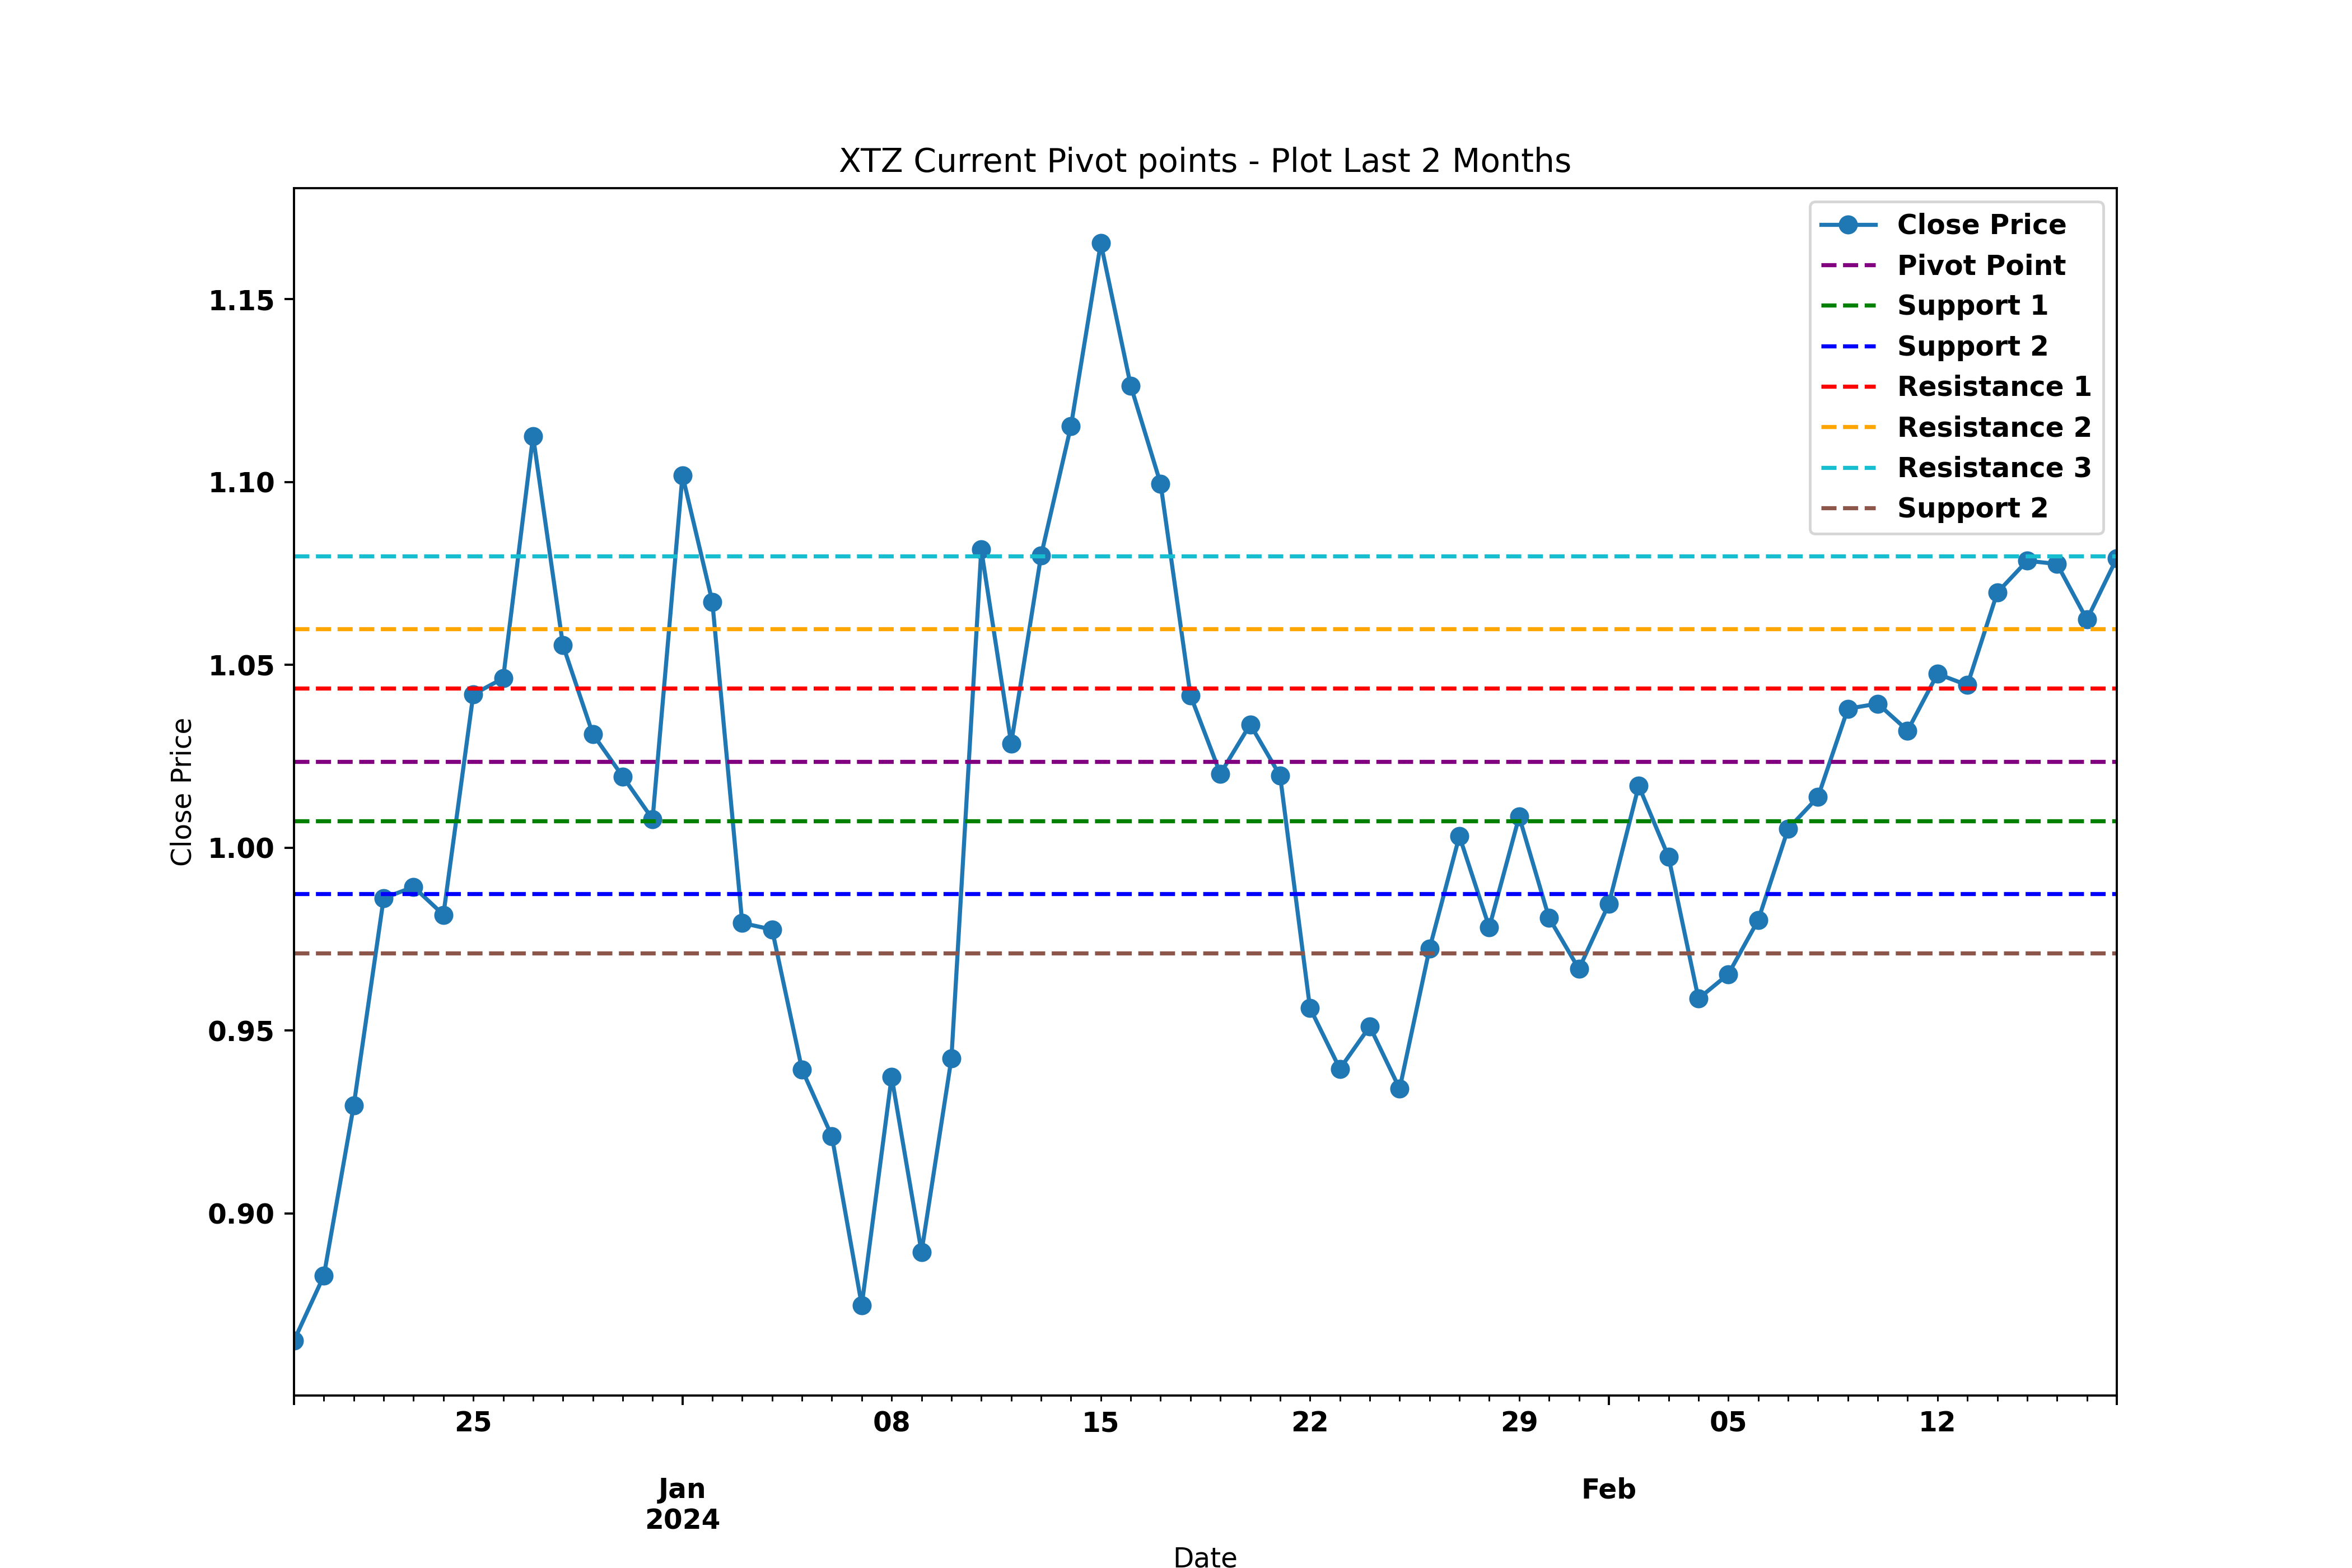 XTZ Current Pivot points - Plot Last 2 Months
Close Price
Pivot Point
Support 1
Support 2
Resistance 1
Resistance 2
Resistance 3
Support 2
Close Price
1.15
1.10
1.05
1.00
0.95
0.90
25 08 15 22 29 05 12
Jan Feb
2024
Date